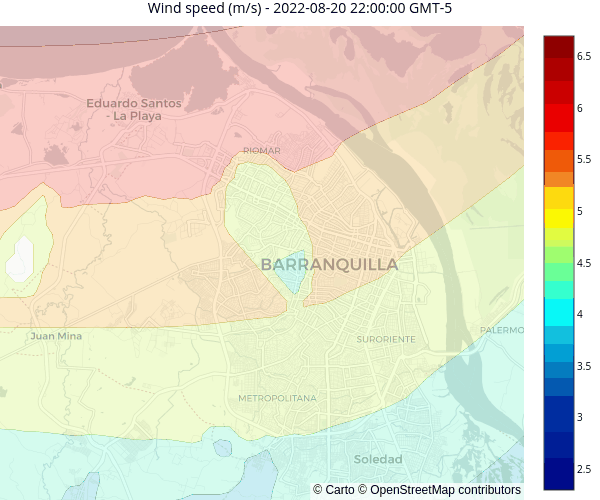 Wind speed (m/s) - 2022-08-20 22:00:00 GMT-5
6.5
6
5.5
5
4.5
4
3.5
3
2.5
Eduardo Santos
- La Playa
RIOMAR
BARRANQUILLA
Juan Mina
SURORIENTE
PALERMO
METROPOLITANA
Soledad
© Carto © OpenStreetMap contributors